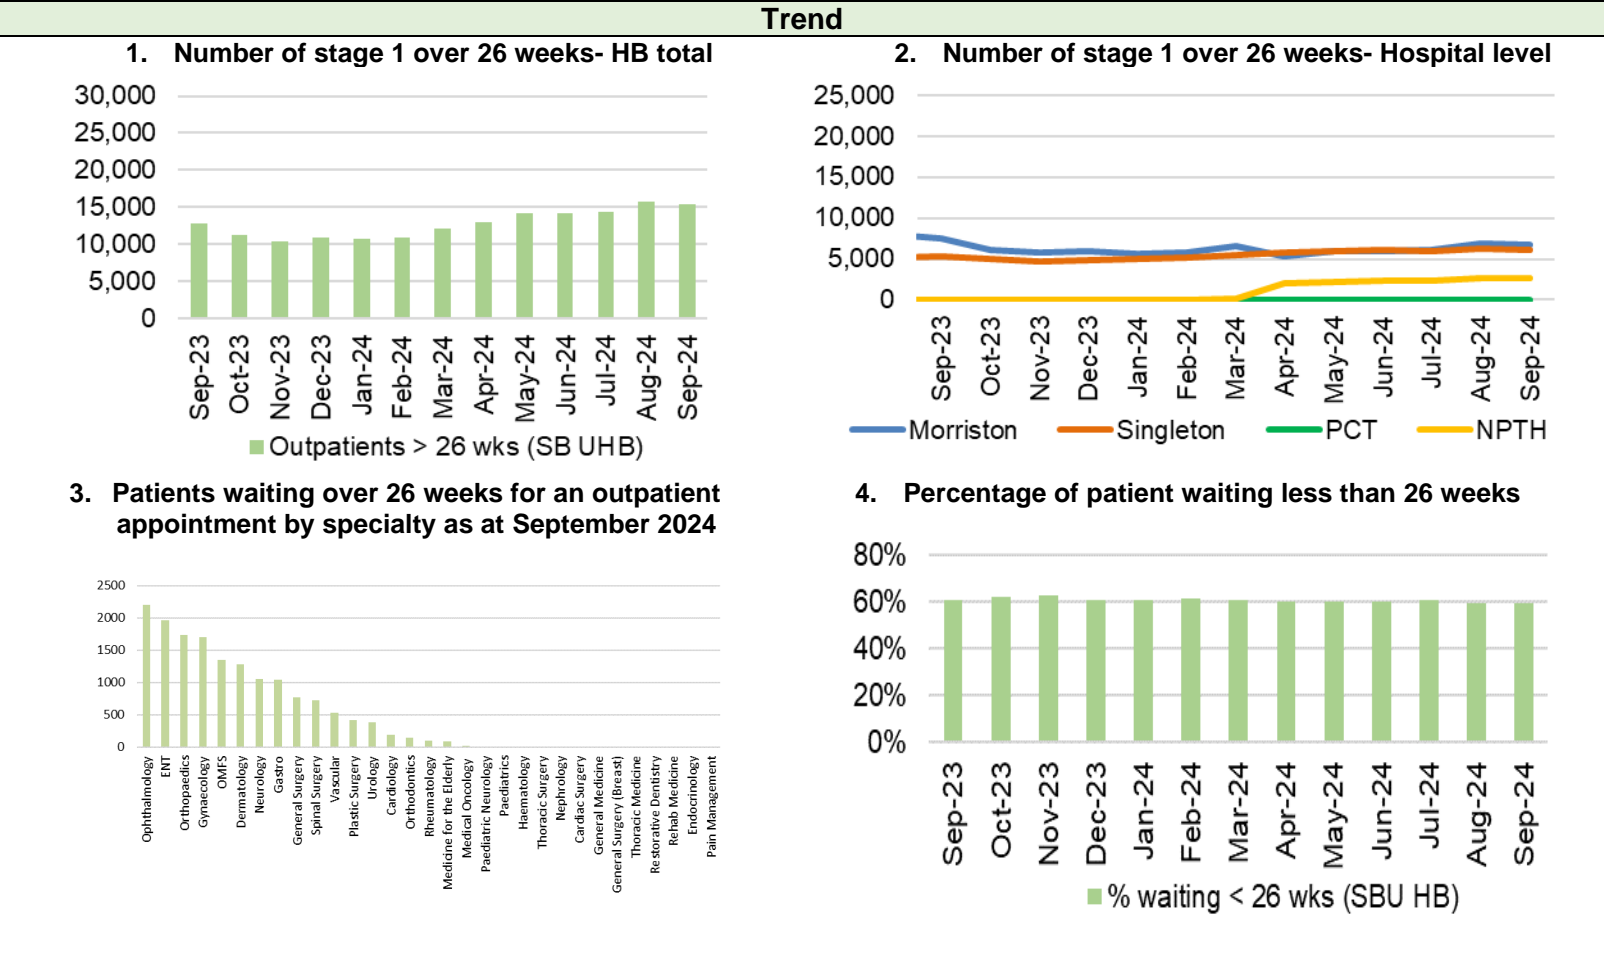 Trend
1. Number of stage 1 over 26 weeks- HB total
30,000
25,000
20,000
15,000
10,000
5,000
0
Sep-23
Oct-23
Nov-23
Dec-23
Jan-24
Feb-24
Mar-24
Apr-24
May-24
Jun-24
Jul-24
Aug-24
Sep-24
Outpatients > 26 wks (SB UHB)
2. Number of stage 1 over 26 weeks- Hospital level
25,000
20,000
15,000
10,000
5,000
0
Sep-23
Oct-23
Nov-23
Dec-23
Jan-24
Feb-24
Mar-24
Apr-24
May-24
Jun-24
Jul-24
Aug-24
Sep-24
Morriston Singleton PCT NPTH
3. Patients waiting over 26 weeks for an outpatient
appointment by specialty as at September 2024
2500
2000
1500
1000
500
0
Ophthalmology
ENT
Orthopaedics
Gynaecology
OMFS
Dermatology
Neurology
Gastro
General Surgery
Spinal Surgery
Vascular
Plastic Surgery
Urology
Cardiology
Orthodontics
Rheumatology
Medicine for the Elderly
Medical Oncology
Paediatric Neurology
Paediatrics
Haematology
Thoracic Surgery
Nephrology
Cardiac Surgery
General Medicine
General Surgery (Breast)
Thoracic Medicine
Restorative Dentistry
Rehab Medicine
Endocrinology
Pain Management
4. Percentage of patient waiting less than 26 weeks
80%
60%
40%
20%
0%
Sep-23
Oct-23
Nov-23
Dec-23
Jan-24
Feb-24
Mar-24
Apr-24
May-24
Jun-24
Jul-24
Aug-24
Sep-24
% waiting < 26 wks (SBU HB)